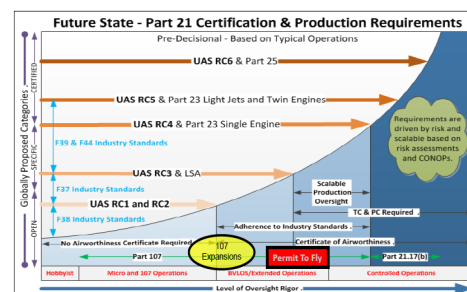 Future State - Part 21 Certification & Production Requirements
Pre-Decisional - Based on Typical Operations
UAS RC6 & Part 25
UAS RC5 & Part 23 Light Jets and Twin Engines
UAS RC4 & Part 23 Single Engine
Requirements are driven by risk and scalable based on risk assessments and CONOPs.
F39 & F44 Industry Standards
UAS RC3 & LSA
F37 Industry Standards
Scalable Production Oversight
UAS RC1 and RC2
TC & PC Required
F38 Industry Standards
Adherence to Industry Standards
No Airworthiness Certificate Required
Certificate of Airworthiness
Part 107
107 Expansions
Permit To Fly
Part 21.17(b)
Hobbyist
Micro and 107 Operations
BVLOS/Extended Operations
Controlled Operations
Level of Oversight Rigor
Globally Proposed Categories
CERTIFIED
SPECIFIC
OPEN